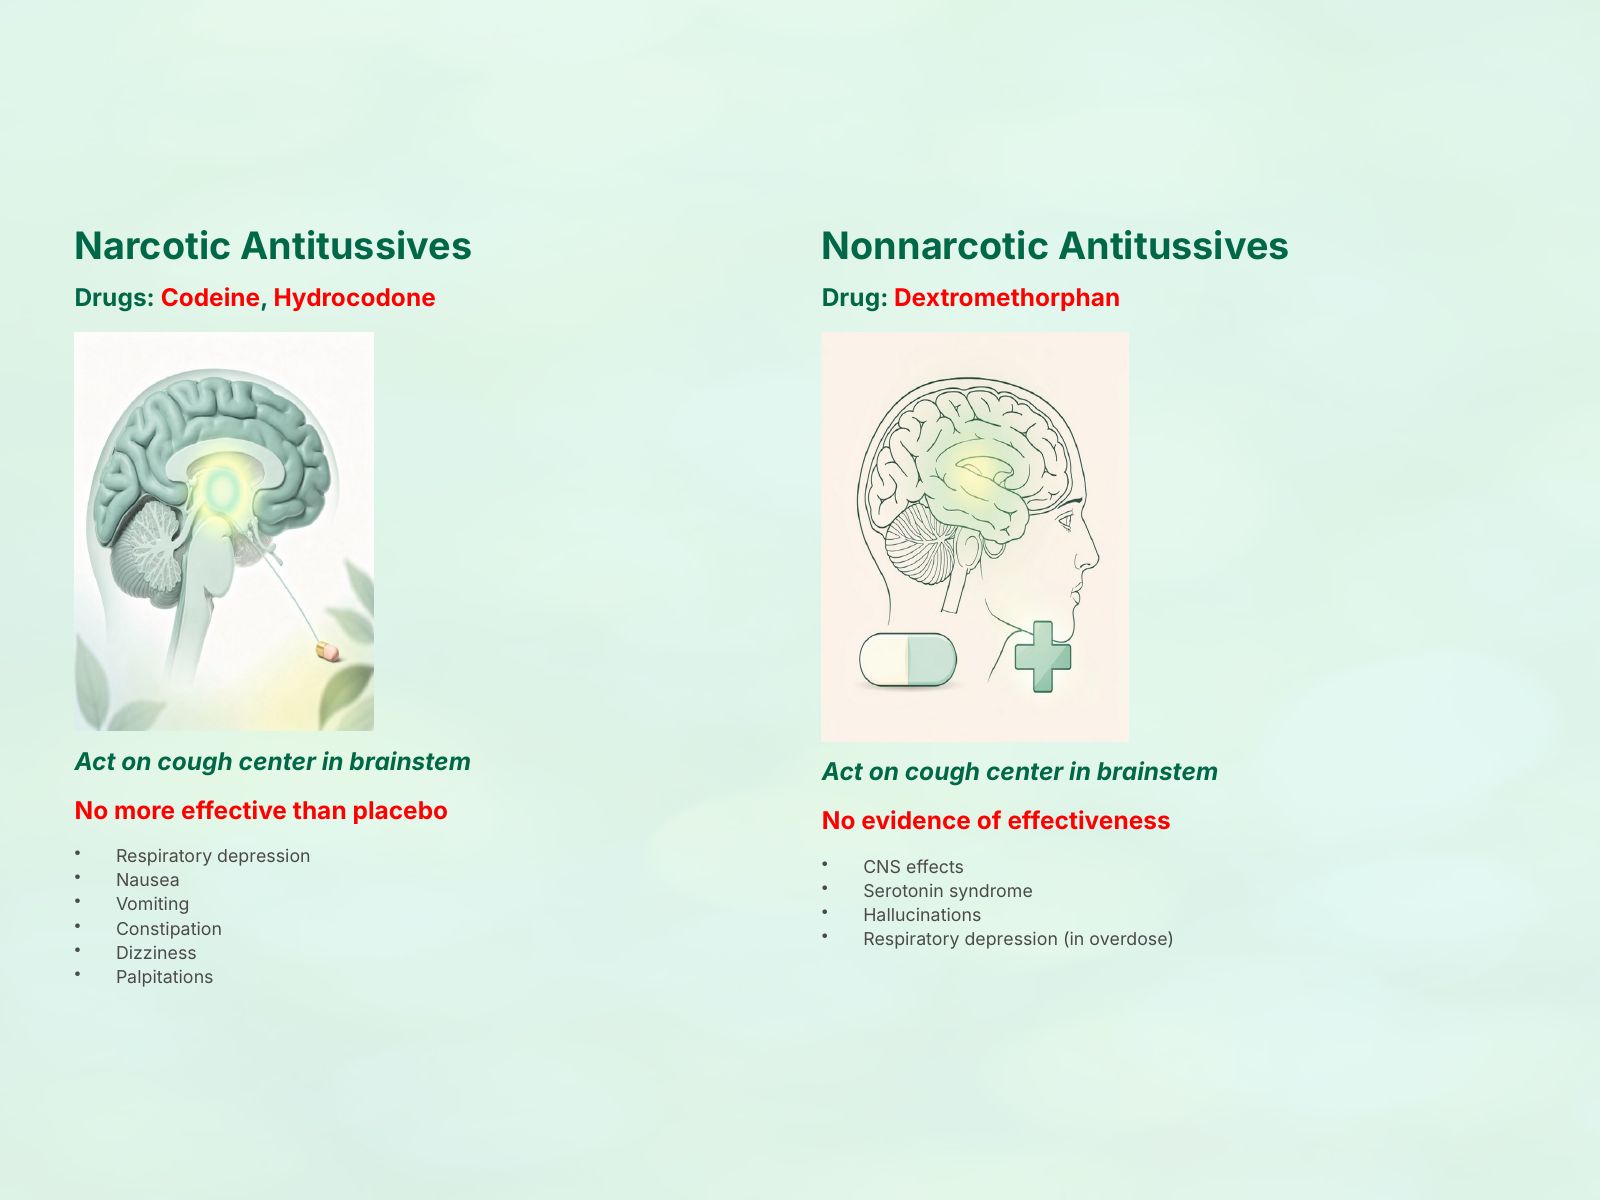 Narcotic Antitussives
Drugs: Codeine, Hydrocodone
Act on cough center in brainstem
No more effective than placebo
• Respiratory depression
• Nausea
• Vomiting
• Constipation
• Dizziness
• Palpitations
Nonnarcotic Antitussives
Drug: Dextromethorphan
Act on cough center in brainstem
No evidence of effectiveness
• CNS effects
• Serotonin syndrome
• Hallucinations
• Respiratory depression (in overdose)